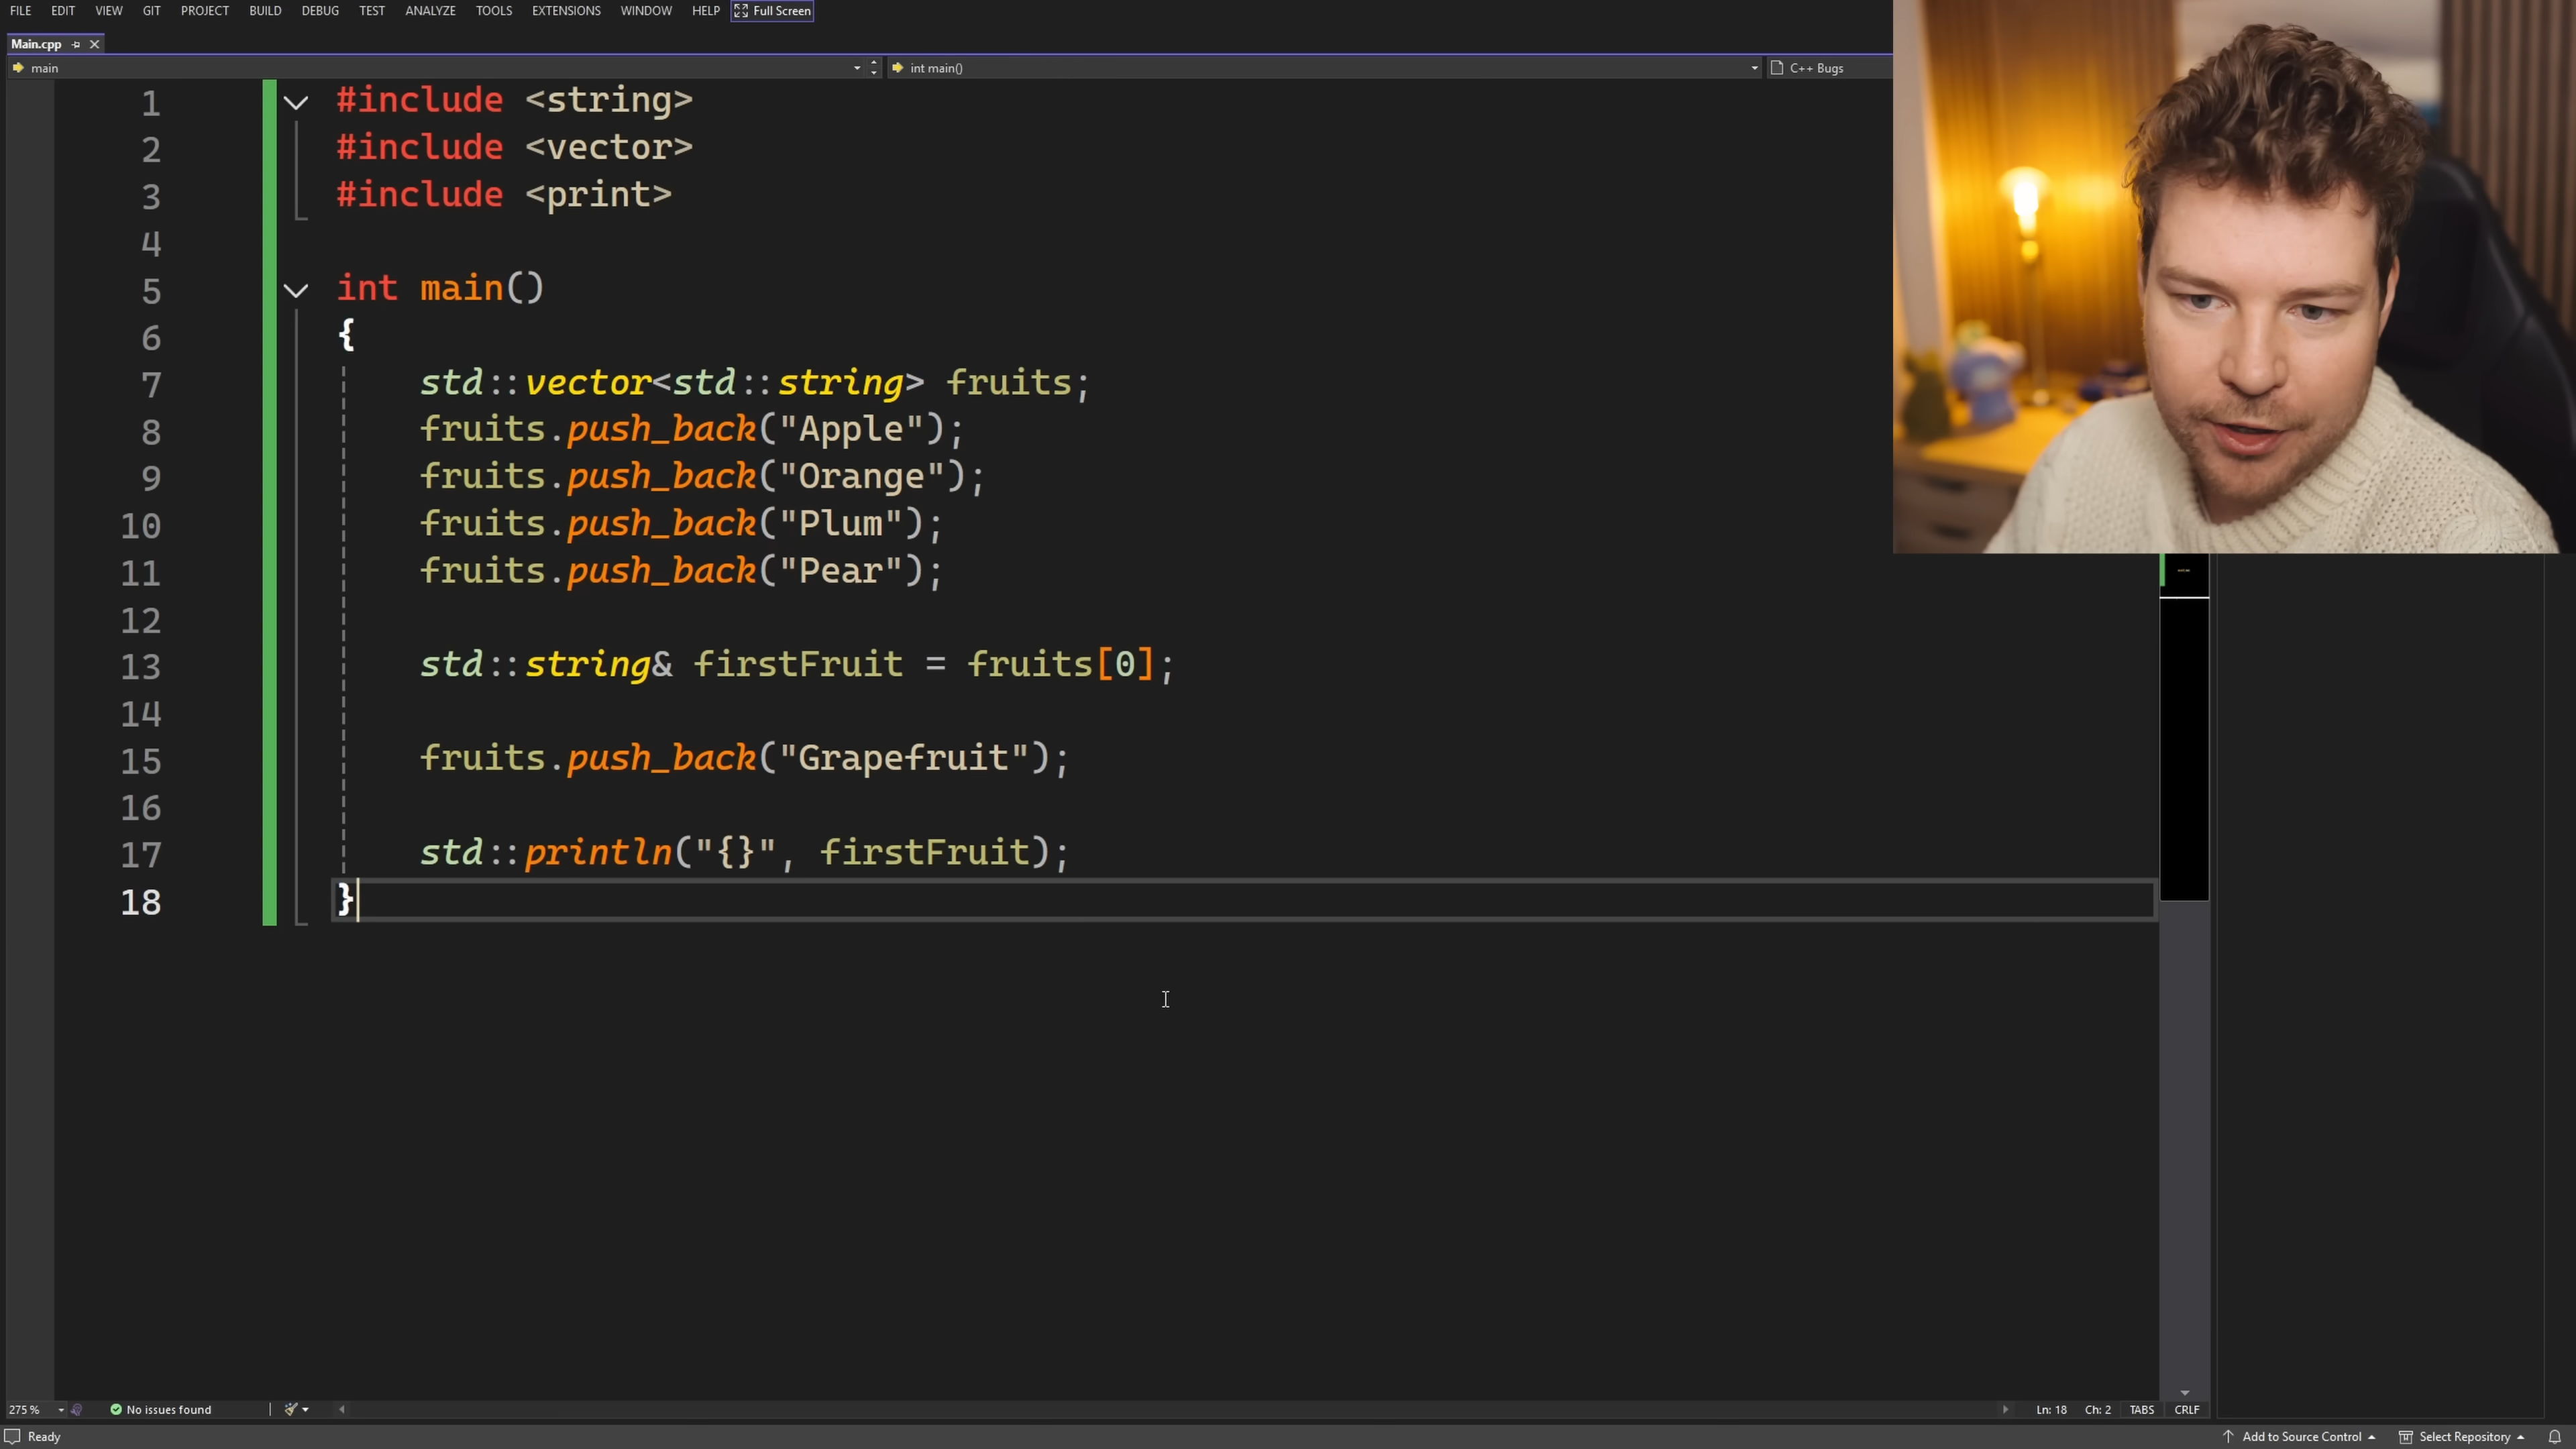 FILE EDIT VIEW GIT PROJECT BUILD DEBUG TEST ANALYZE TOOLS EXTENSIONS WINDOW HELP Full Screen
Main.cpp
main int main() C++ Bugs
1 #include <string>
2 #include <vector>
3 #include <print>
4
5 int main()
6 {
7 std::vector<std::string> fruits;
8 fruits.push_back("Apple");
9 fruits.push_back("Orange");
10 fruits.push_back("Plum");
11 fruits.push_back("Pear");
12
13 std::string& firstFruit = fruits[0];
14
15 fruits.push_back("Grapefruit");
16
17 std::println("{}", firstFruit);
18 }
275 % No issues found Ln: 18 Ch: 2 TABS CRLF
Ready Add to Source Control Select Repository